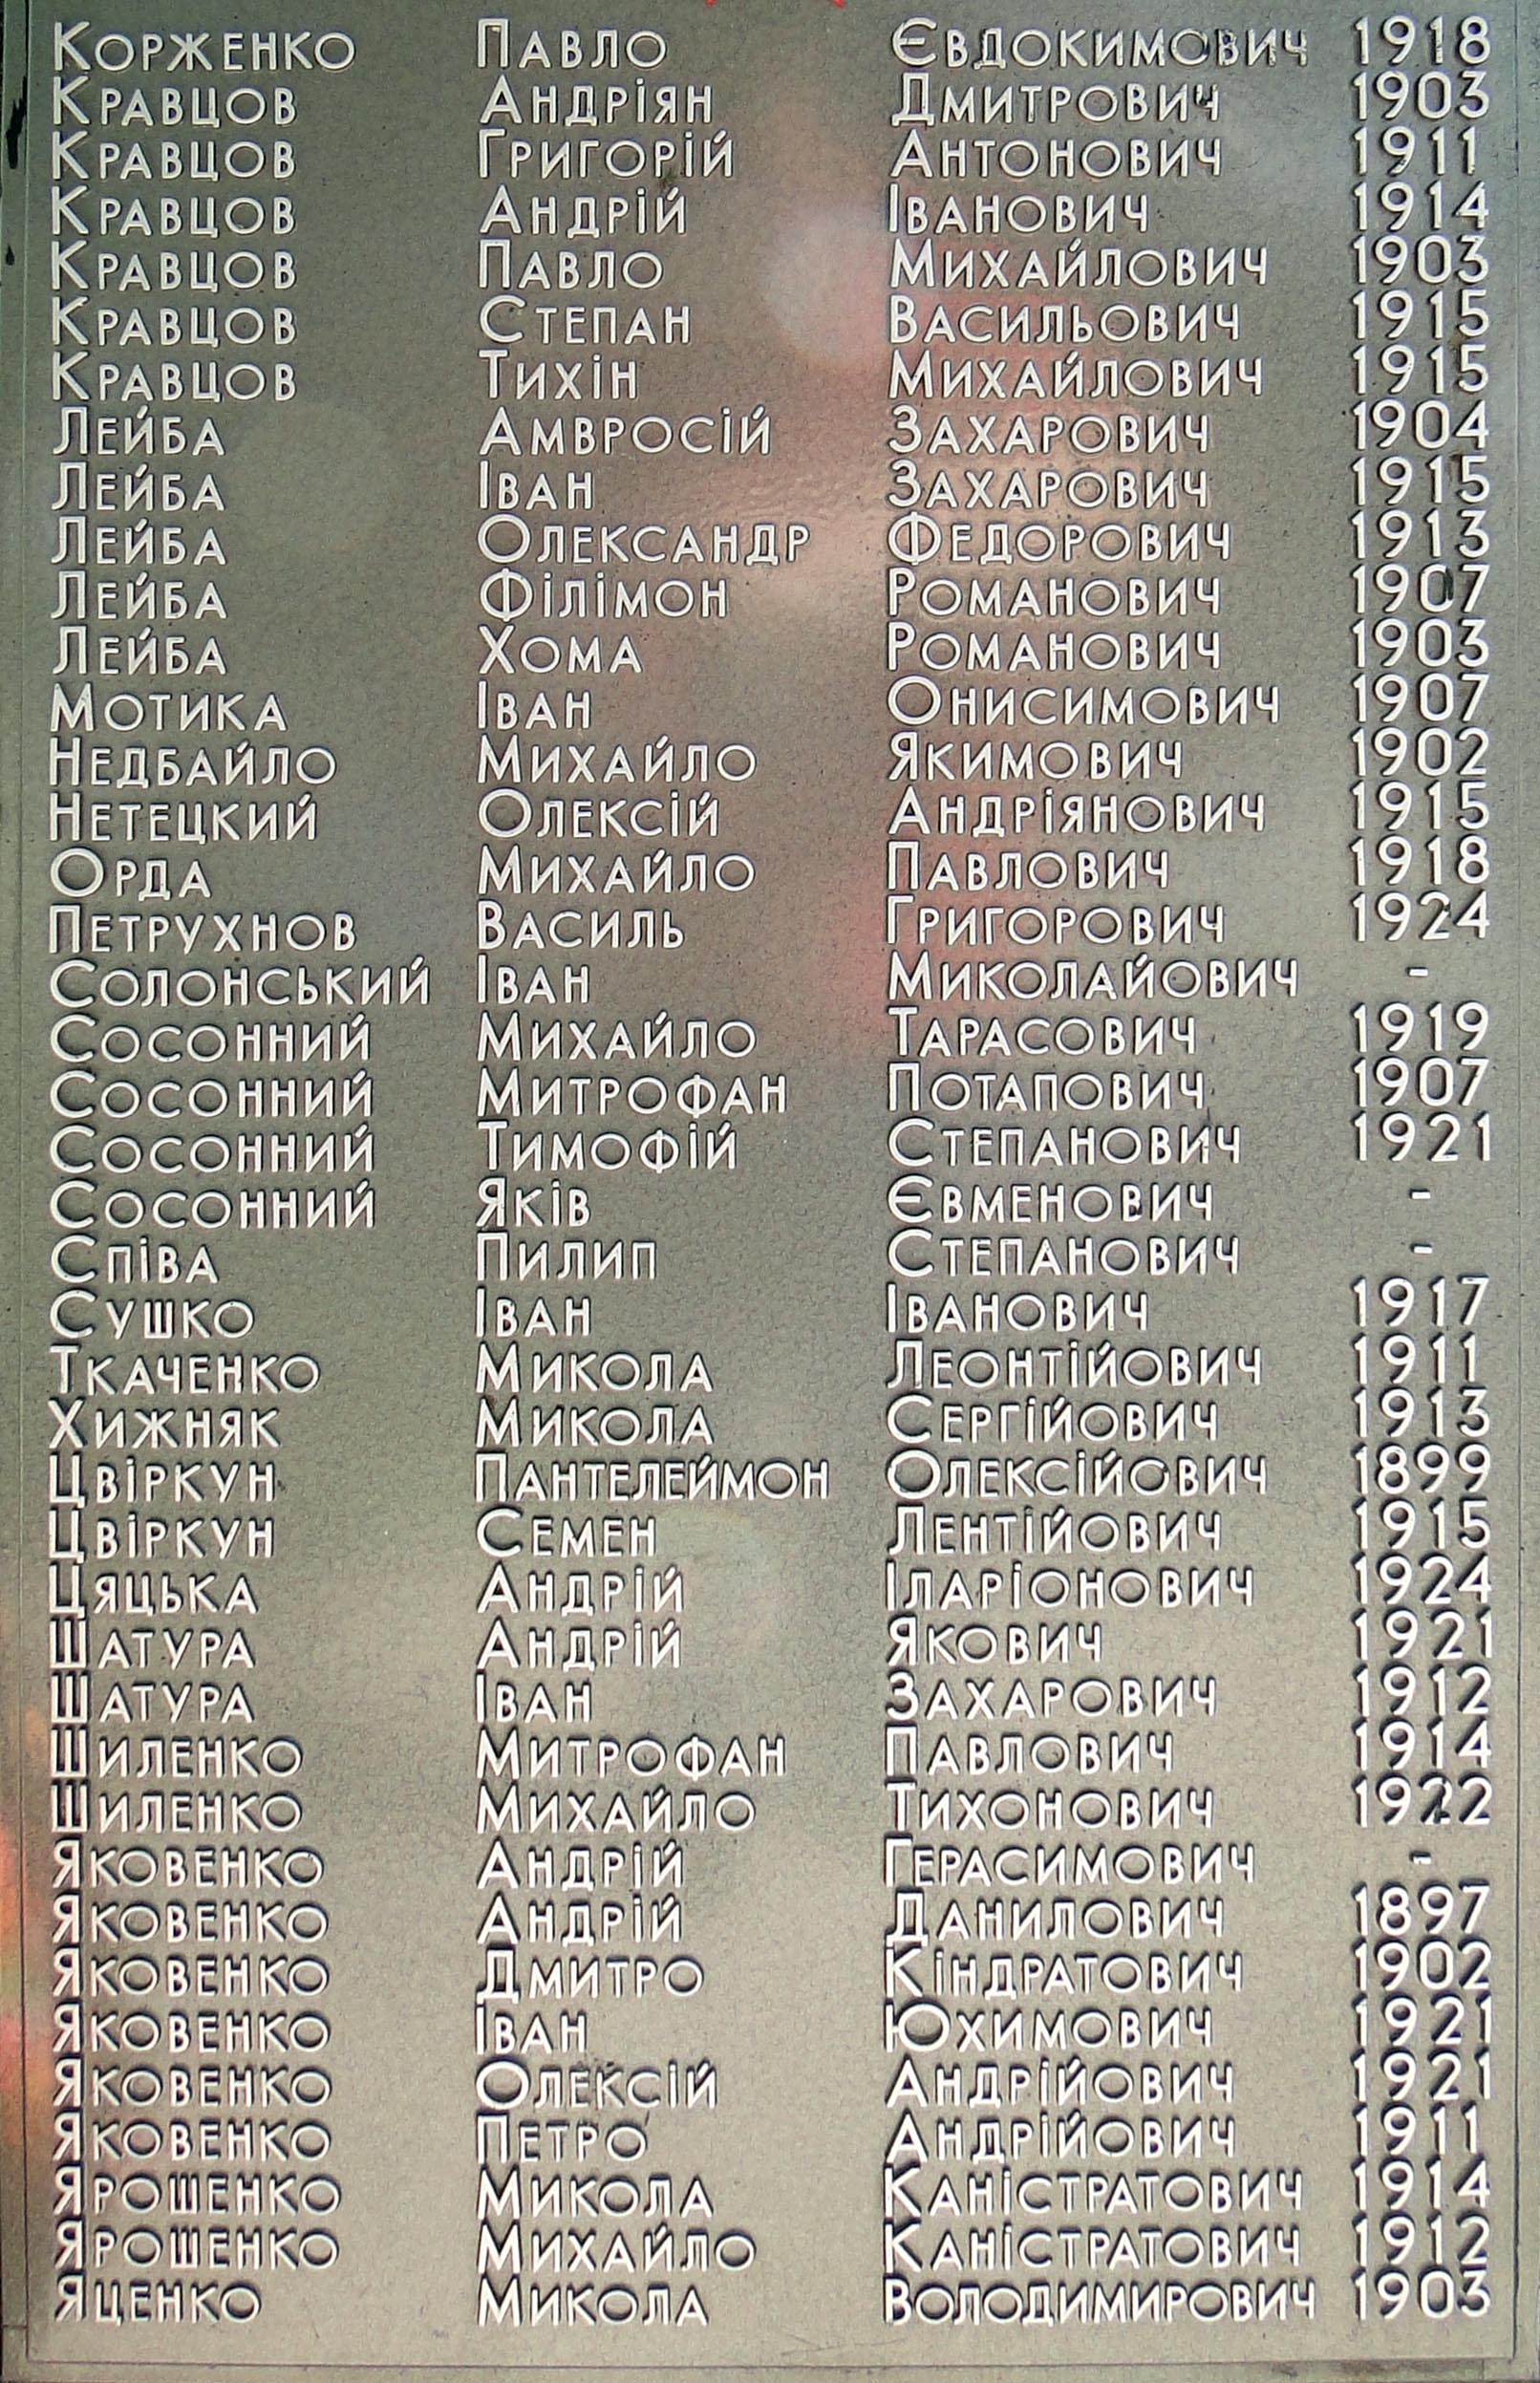 Корженко Павло Євдокимович 1918
Кравцов Андріян Дмитрович 1903
Кравцов Григорій Антонович 1911
Кравцов Андрій Іванович 1914
Кравцов Павло Михайлович 1903
Кравцов Степан Васильович 1915
Кравцов Тихін Михайлович 1915
Лейба Амвросій Захарович 1904
Лейба Іван Захарович 1915
Лейба Олександр Федорович 1913
Лейба Філімон Романович 1907
Лейба Хома Романович 1903
Мотика Іван Онисимович 1907
Недбайло Михайло Якимович 1902
Нетецкий Олексій Андріянович 1915
Орда Михайло Павлович 1918
Петрухнов Василь Григорович 1924
Солонський Іван Миколайович -
Сосонний Михайло Тарасович 1919
Сосонний Митрофан Потапович 1907
Сосонний Тимофій Степанович 1921
Сосонний Яків Євменович -
Співа Пилип Степанович -
Сушко Іван Іванович 1917
Ткаченко Микола Леонтійович 1911
Хижняк Микола Сергійович 1913
Цвіркун Пантелеймон Олексійович 1899
Цвіркун Семен Лентійович 1915
Цяцька Андрій Іларіонович 1924
Шатура Андрій Якович 1921
Шатура Іван Захарович 1912
Шиленко Митрофан Павлович 1914
Шиленко Михайло Тихонович 1922
Яковенко Андрій Герасимович -
Яковенко Андрій Данилович 1897
Яковенко Дмитро Кіндратович 1902
Яковенко Іван Юхимович 1921
Яковенко Олексій Андрійович 1921
Яковенко Петро Андрійович 1911
Ярошенко Микола Каністратович 1914
Ярошенко Михайло Каністратович 1912
Яценко Микола Володимирович 1903